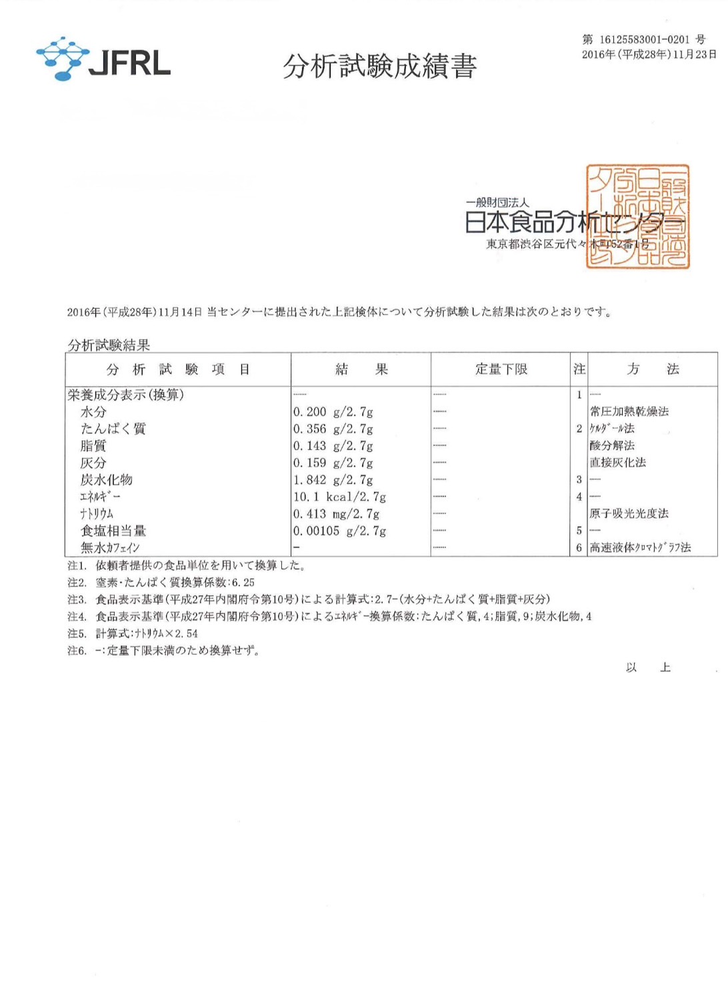 JFRL
分析試験成績書
第 16125583001-0201 号
2016年(平成28年)11月23日
一般財団法人
日本食品分析センター
東京都渋谷区元代々木町52番1号
2016年(平成28年)11月14日 当センターに提出された上記検体について分析試験した結果は次のとおりです。
分析試験結果
分 析 試 験 項 目 結 果 定量下限 注 方 法
栄養成分表示(換算) …… …… 1 ……
水分 0.200 g/2.7g …… 常圧加熱乾燥法
たんぱく質 0.356 g/2.7g …… 2 ｹﾙﾀﾞｰﾙ法
脂質 0.143 g/2.7g …… 酸分解法
灰分 0.159 g/2.7g …… 直接灰化法
炭水化物 1.842 g/2.7g …… 3 ……
ｴﾈﾙｷﾞｰ 10.1 kcal/2.7g …… 4 ……
ﾅﾄﾘｳﾑ 0.413 mg/2.7g …… 原子吸光光度法
食塩相当量 0.00105 g/2.7g …… 5 ……
無水ｶﾌｪｲﾝ － …… 6 高速液体ｸﾛﾏﾄｸﾞﾗﾌ法
注1. 依頼者提供の食品単位を用いて換算した。
注2. 窒素・たんぱく質換算係数:6.25
注3. 食品表示基準(平成27年内閣府令第10号)による計算式:2.7-(水分+たんぱく質+脂質+灰分)
注4. 食品表示基準(平成27年内閣府令第10号)によるｴﾈﾙｷﾞｰ換算係数:たんぱく質,4;脂質,9;炭水化物,4
注5. 計算式:ﾅﾄﾘｳﾑ×2.54
注6. －:定量下限未満のため換算せず。
以 上